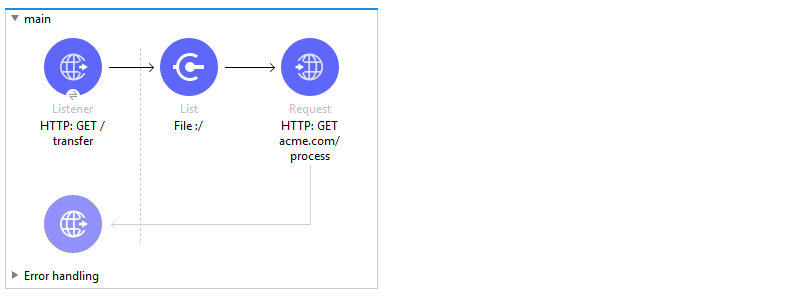 main
Listener
List
Request
HTTP: GET /
transfer
File :/
HTTP: GET
acme.com/
process
Error handling